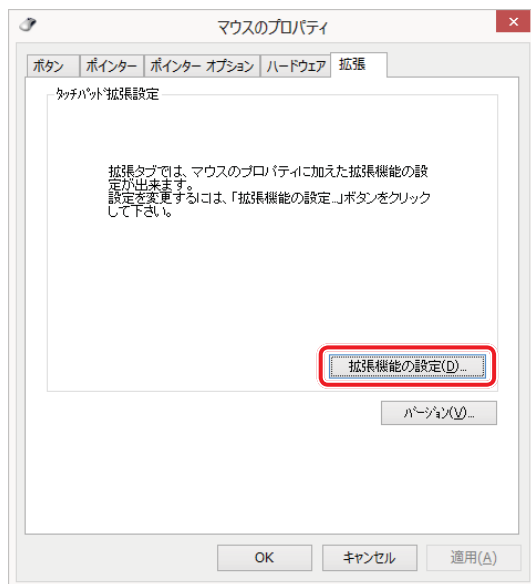 マウスのプロパティ
ボタン ポインター ポインター オプション ハードウェア 拡張
ﾀｯﾁﾊﾟｯﾄﾞ拡張設定
拡張タブでは、マウスのプロパティに加えた拡張機能の設
定が出来ます。
設定を変更するには、「拡張機能の設定...」ボタンをクリック
して下さい。
拡張機能の設定(D)...
ﾊﾞｰｼﾞｮﾝ(V)...
OK キャンセル 適用(A)